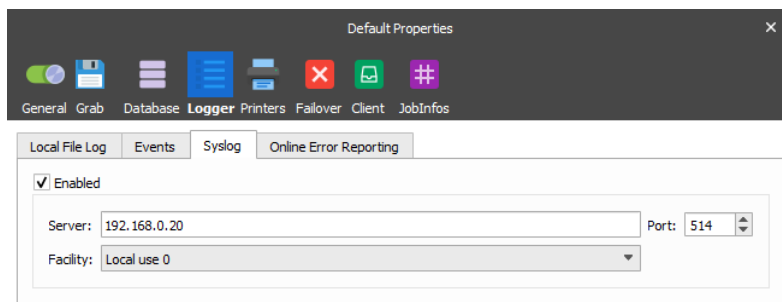 Default Properties
General Grab Database Logger Printers Failover Client JobInfos
Local File Log Events Syslog Online Error Reporting
Enabled
Server: 192.168.0.20 Port: 514
Facility: Local use 0